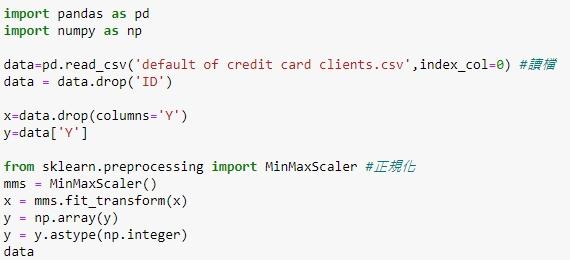 import pandas as pd
import numpy as np
data=pd.read_csv('default of credit card clients.csv',index_col=0) #讀檔
data = data.drop('ID')
x=data.drop(columns='Y')
y=data['Y']
from sklearn.preprocessing import MinMaxScaler #正規化
mms = MinMaxScaler()
x = mms.fit_transform(x)
y = np.array(y)
y = y.astype(np.integer)
data